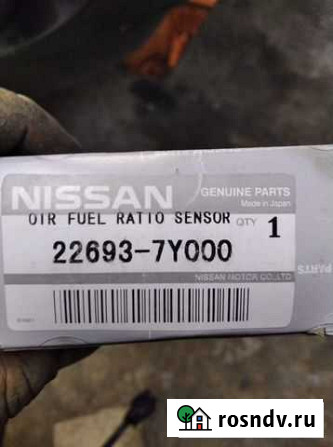 NISSAN
GENUINE PARTS
Made in Japan
OIR FUEL RATIO SENSOR
QTY 1
22693-7Y000
NISSAN MOTOR CO.,LTD
PARTS
rosndv.ru